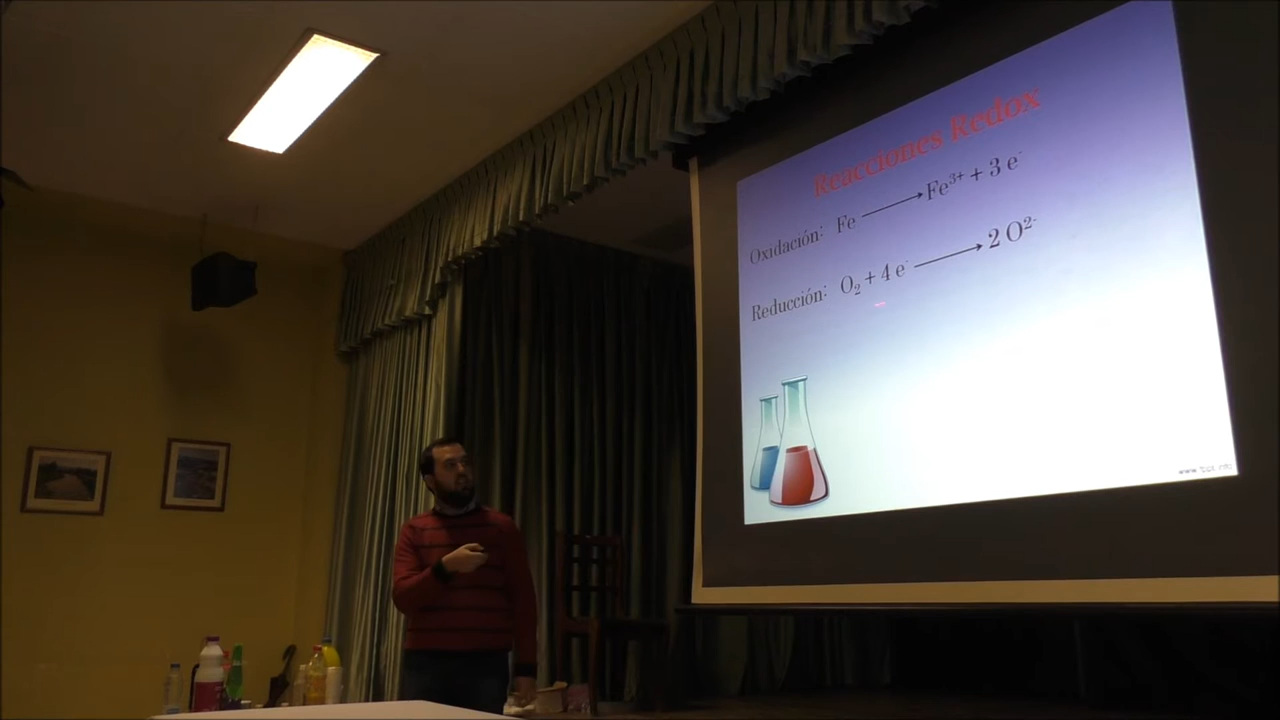 Reacciones Redox
Oxidación: Fe ⟶ Fe³⁺ + 3 e⁻
Reducción: O₂ + 4 e⁻ ⟶ 2 O²⁻